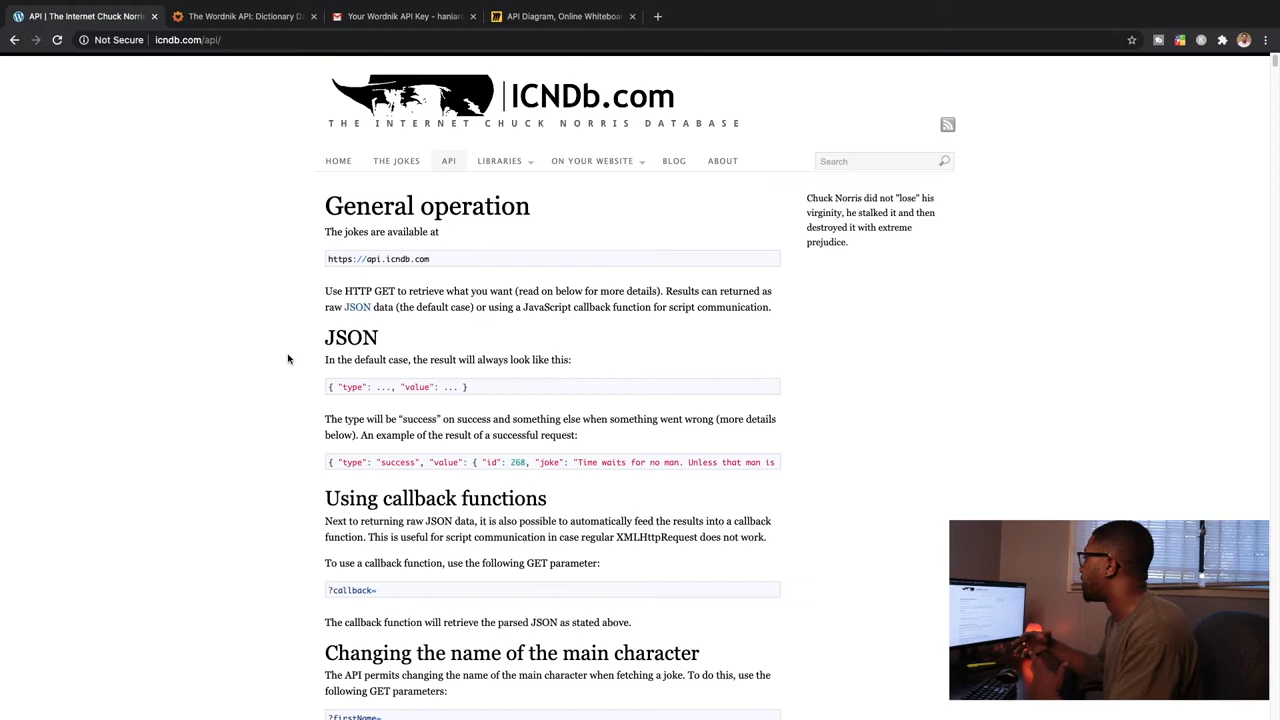 API | The Internet Chuck Norris
The Wordnik API: Dictionary Da
Your Wordnik API Key - haniare
API Diagram, Online Whiteboa
Not Secure | icndb.com/api/
ICNDb.com
THE INTERNET CHUCK NORRIS DATABASE
HOME THE JOKES API LIBRARIES ON YOUR WEBSITE BLOG ABOUT Search
General operation
The jokes are available at
https://api.icndb.com
Use HTTP GET to retrieve what you want (read on below for more details). Results can returned as
raw JSON data (the default case) or using a JavaScript callback function for script communication.
JSON
In the default case, the result will always look like this:
{ "type": ..., "value": ... }
The type will be “success” on success and something else when something went wrong (more details
below). An example of the result of a successful request:
{ "type": "success", "value": { "id": 268, "joke": "Time waits for no man. Unless that man is
Using callback functions
Next to returning raw JSON data, it is also possible to automatically feed the results into a callback
function. This is useful for script communication in case regular XMLHttpRequest does not work.
To use a callback function, use the following GET parameter:
?callback=
The callback function will retrieve the parsed JSON as stated above.
Changing the name of the main character
The API permits changing the name of the main character when fetching a joke. To do this, use the
following GET parameters:
?firstName=
Chuck Norris did not "lose" his
virginity, he stalked it and then
destroyed it with extreme
prejudice.